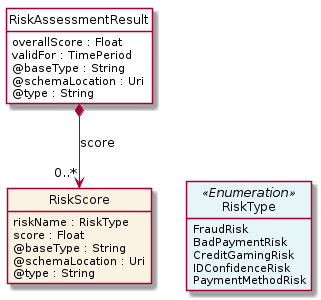 RiskAssessmentResult
overallScore : Float
validFor : TimePeriod
@baseType : String
@schemaLocation : Uri
@type : String
score
0..*
RiskScore
riskName : RiskType
score : Float
@baseType : String
@schemaLocation : Uri
@type : String
«Enumeration»
RiskType
FraudRisk
BadPaymentRisk
CreditGamingRisk
IDConfidenceRisk
PaymentMethodRisk